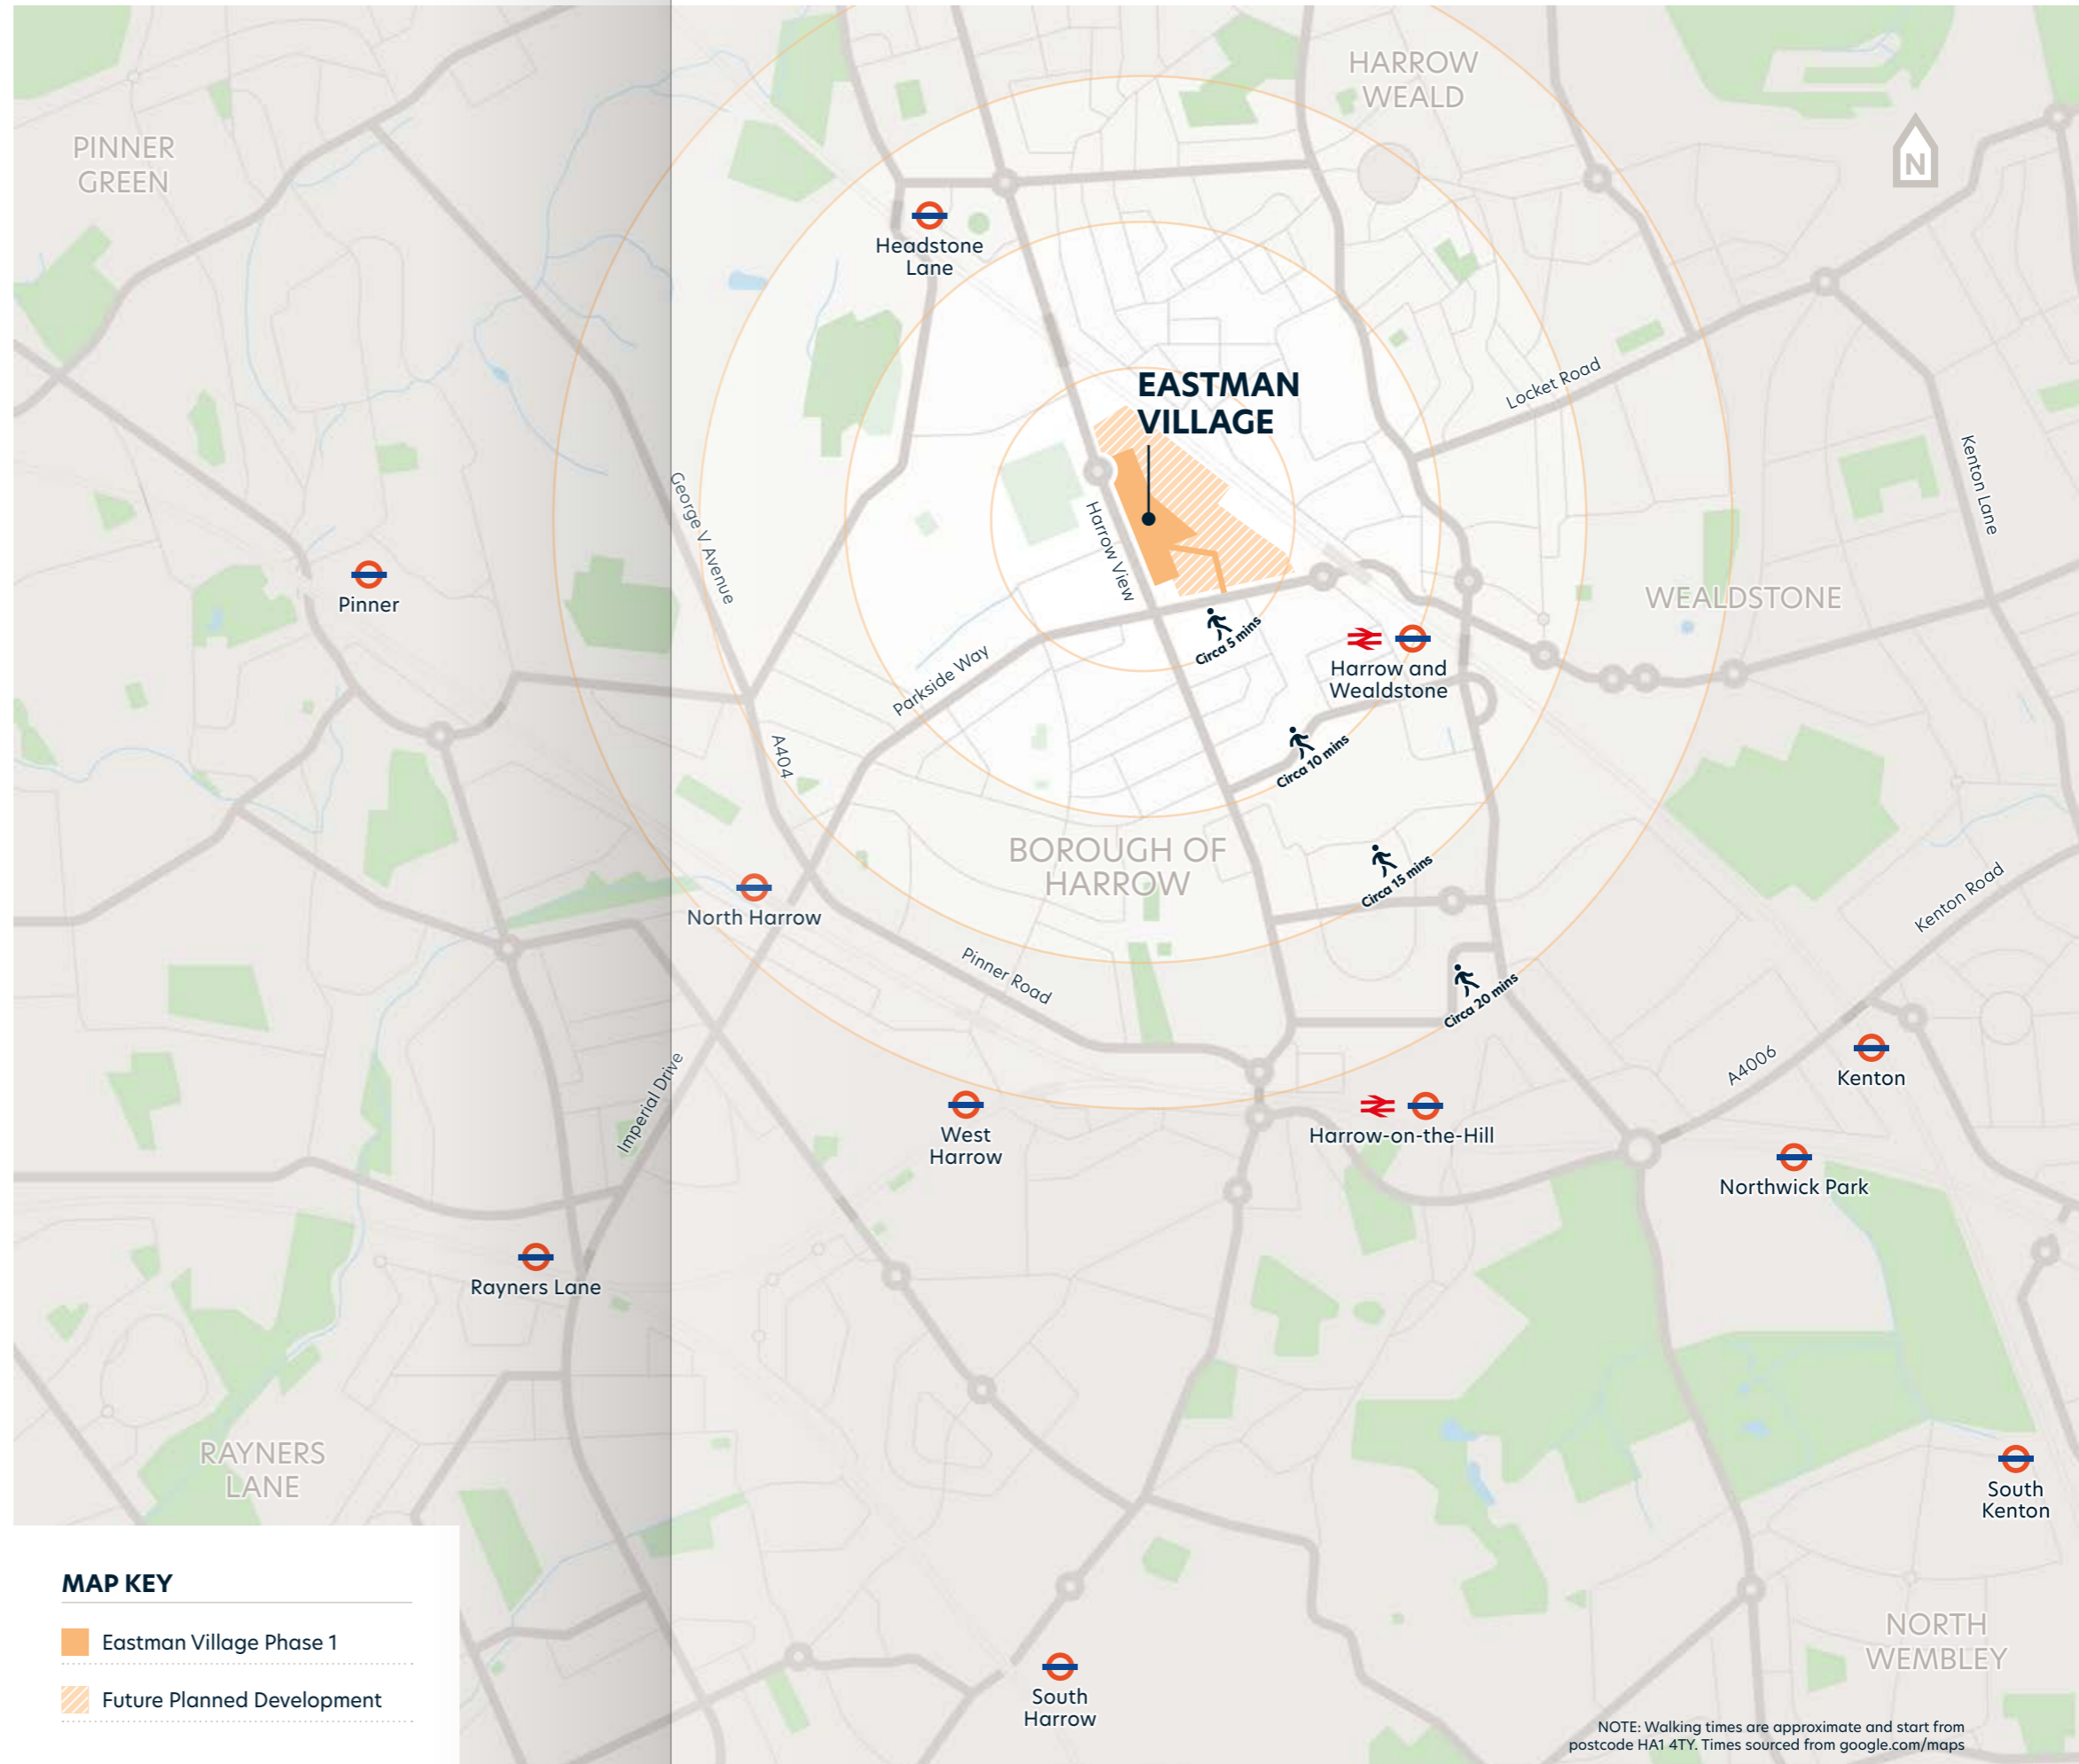 HARROW
WEALD
PINNER
GREEN
N
Headstone
Lane
EASTMAN
VILLAGE
Locket Road
Kenton Lane
George V Avenue
Harrow View
Pinner
WEALDSTONE
Circa 5 mins
Harrow and
Wealdstone
Parkside Way
A404
Circa 10 mins
BOROUGH OF
HARROW
Circa 15 mins
North Harrow
Kenton Road
Pinner Road
Circa 20 mins
Imperial Drive
A4006
Kenton
West
Harrow
Harrow-on-the-Hill
Northwick Park
Rayners Lane
RAYNERS
LANE
South
Kenton
MAP KEY
Eastman Village Phase 1
Future Planned Development
NORTH
WEMBLEY
South
Harrow
NOTE: Walking times are approximate and start from
postcode HA1 4TY. Times sourced from google.com/maps